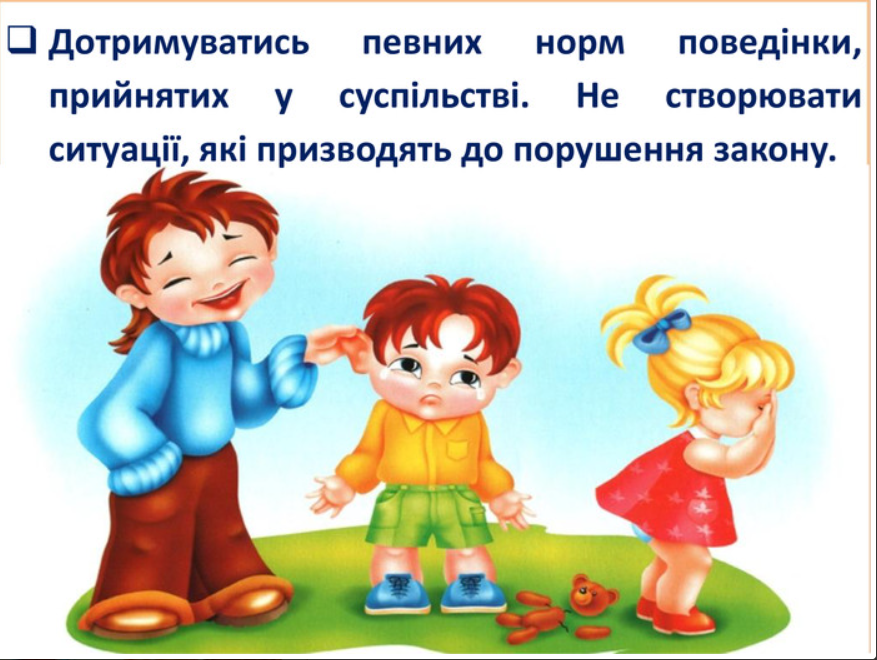 ❑ Дотримуватись певних норм поведінки,
прийнятих у суспільстві. Не створювати
ситуації, які призводять до порушення закону.